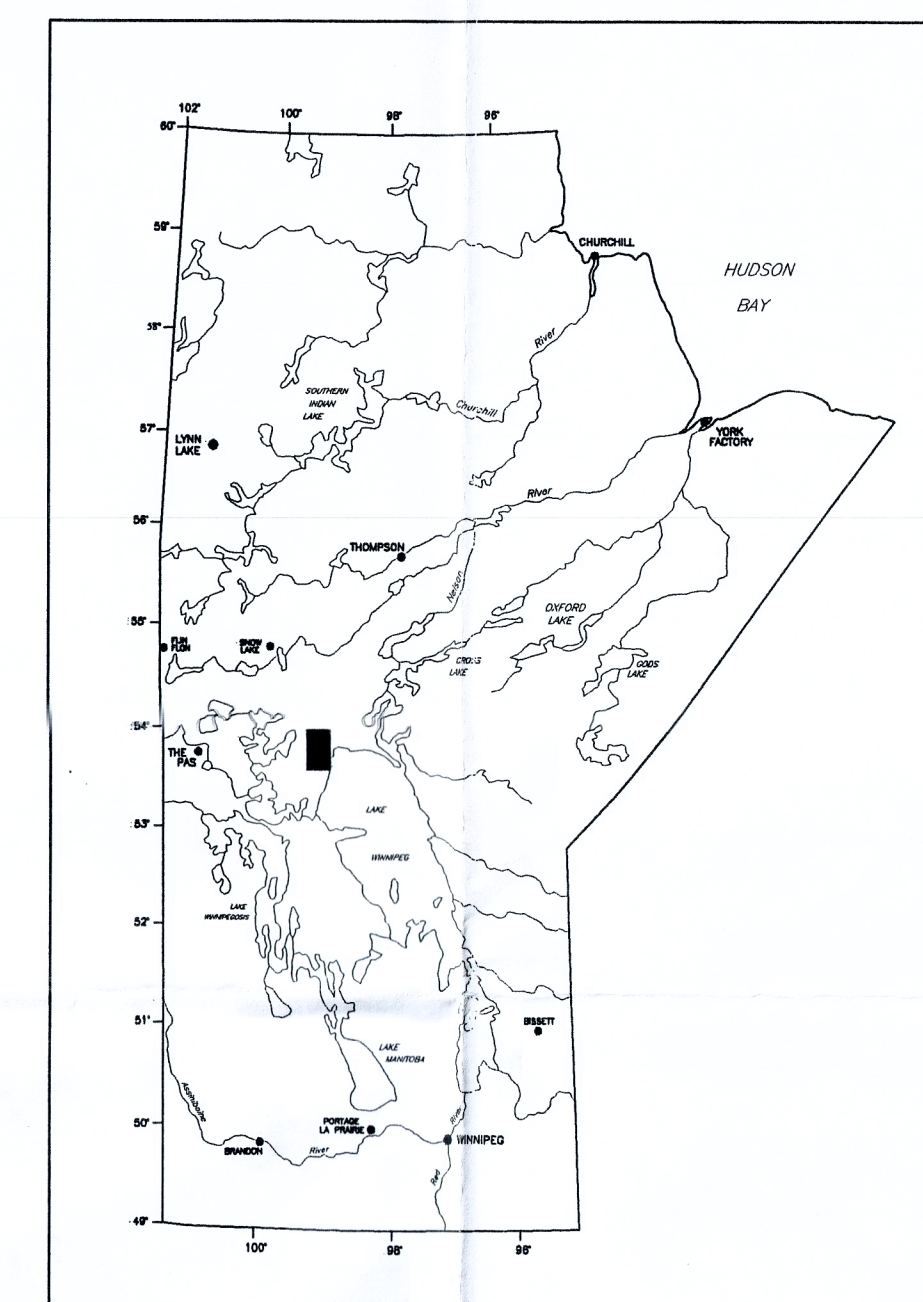 102°
100°
98°
96°
60°
59°
CHURCHILL
HUDSON
BAY
58°
River
SOUTHERN
INDIAN
LAKE
Churchill
57°
LYNN
LAKE
YORK
FACTORY
River
56°
THOMPSON
Nelson
OXFORD
LAKE
55°
FLIN
FLON
SNOW
LAKE
CROSS
LAKE
GODS
LAKE
54°
THE
PAS
LAKE
53°
WINNIPEG
LAKE
WINNIPEGOSIS
52°
51°
BISSETT
LAKE
MANITOBA
Assiniboine
50°
PORTAGE
LA PRAIRIE
River
WINNIPEG
BRANDON
River
Red
49°
100°
98°
96°